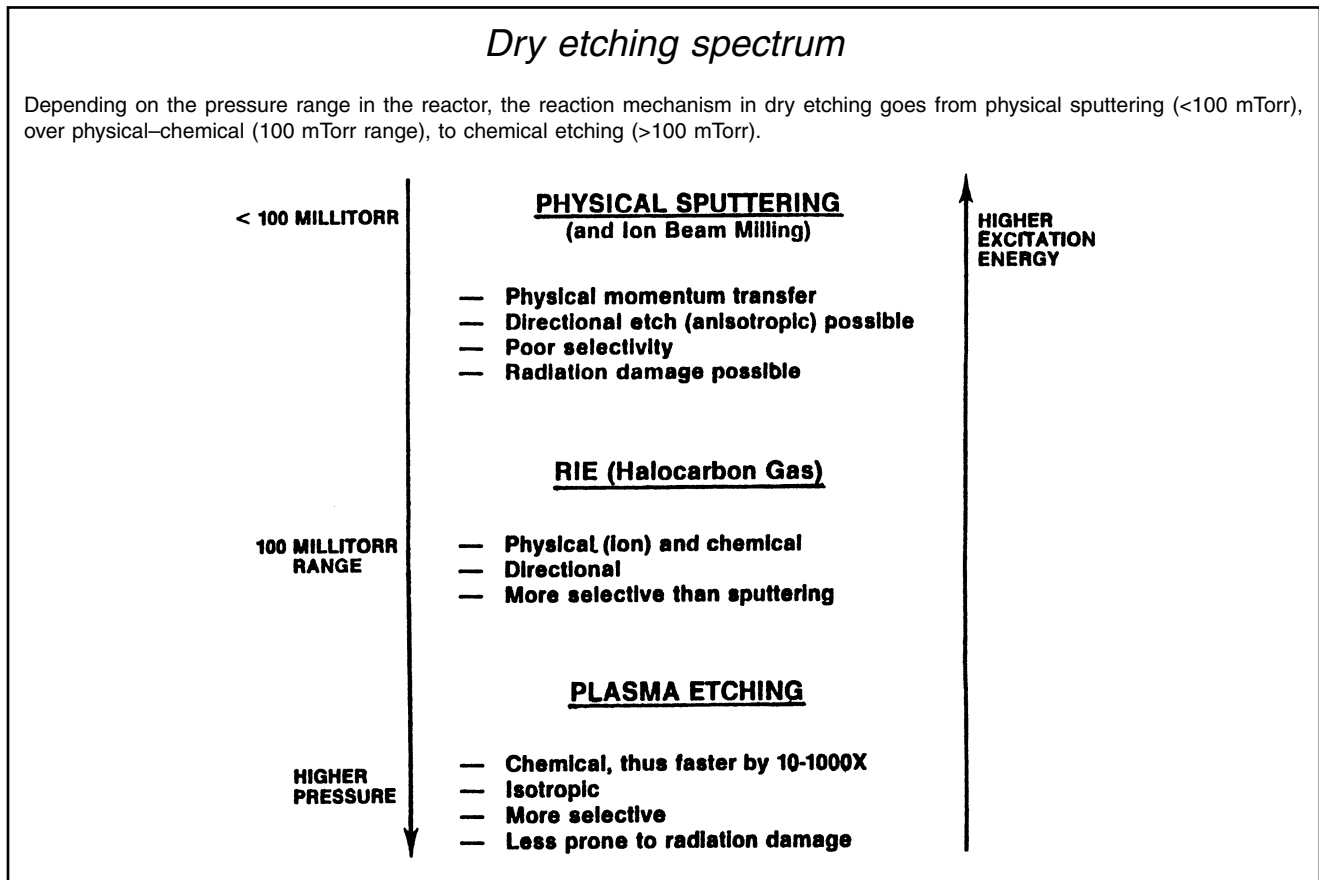 Dry etching spectrum
Depending on the pressure range in the reactor, the reaction mechanism in dry etching goes from physical sputtering (<100 mTorr),
over physical–chemical (100 mTorr range), to chemical etching (>100 mTorr).
< 100 MILLITORR
PHYSICAL SPUTTERING
(and Ion Beam Milling)
HIGHER
EXCITATION
ENERGY
— Physical momentum transfer
— Directional etch (anisotropic) possible
— Poor selectivity
— Radiation damage possible
RIE (Halocarbon Gas)
100 MILLITORR
RANGE
— Physical (ion) and chemical
— Directional
— More selective than sputtering
PLASMA ETCHING
HIGHER
PRESSURE
— Chemical, thus faster by 10-1000X
— Isotropic
— More selective
— Less prone to radiation damage